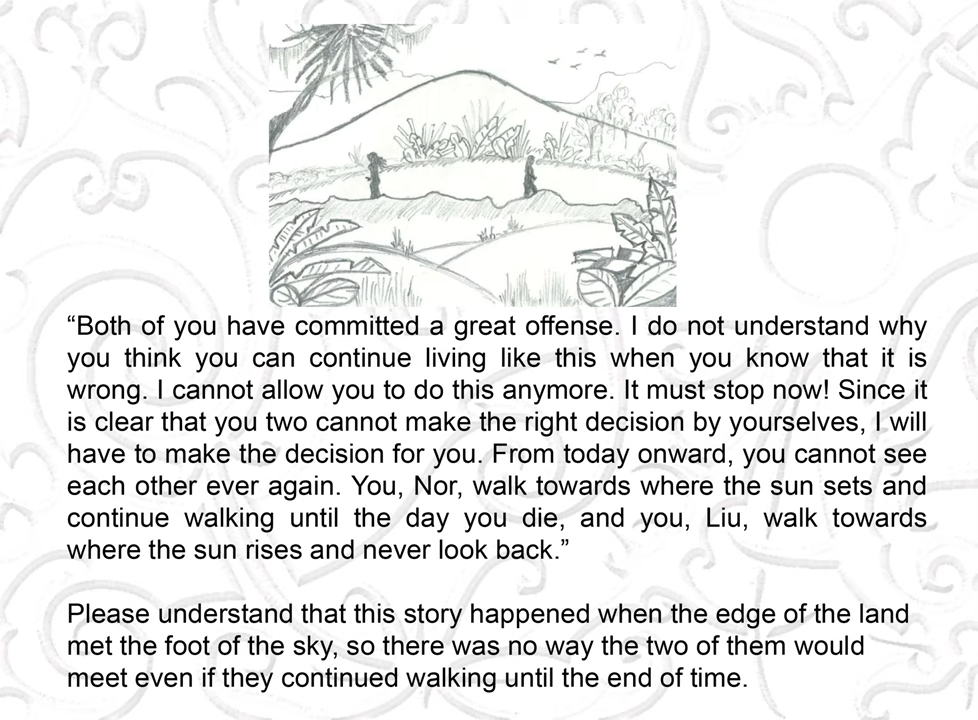 “Both of you have committed a great offense. I do not understand why
you think you can continue living like this when you know that it is
wrong. I cannot allow you to do this anymore. It must stop now! Since it
is clear that you two cannot make the right decision by yourselves, I will
have to make the decision for you. From today onward, you cannot see
each other ever again. You, Nor, walk towards where the sun sets and
continue walking until the day you die, and you, Liu, walk towards
where the sun rises and never look back.”
Please understand that this story happened when the edge of the land
met the foot of the sky, so there was no way the two of them would
meet even if they continued walking until the end of time.